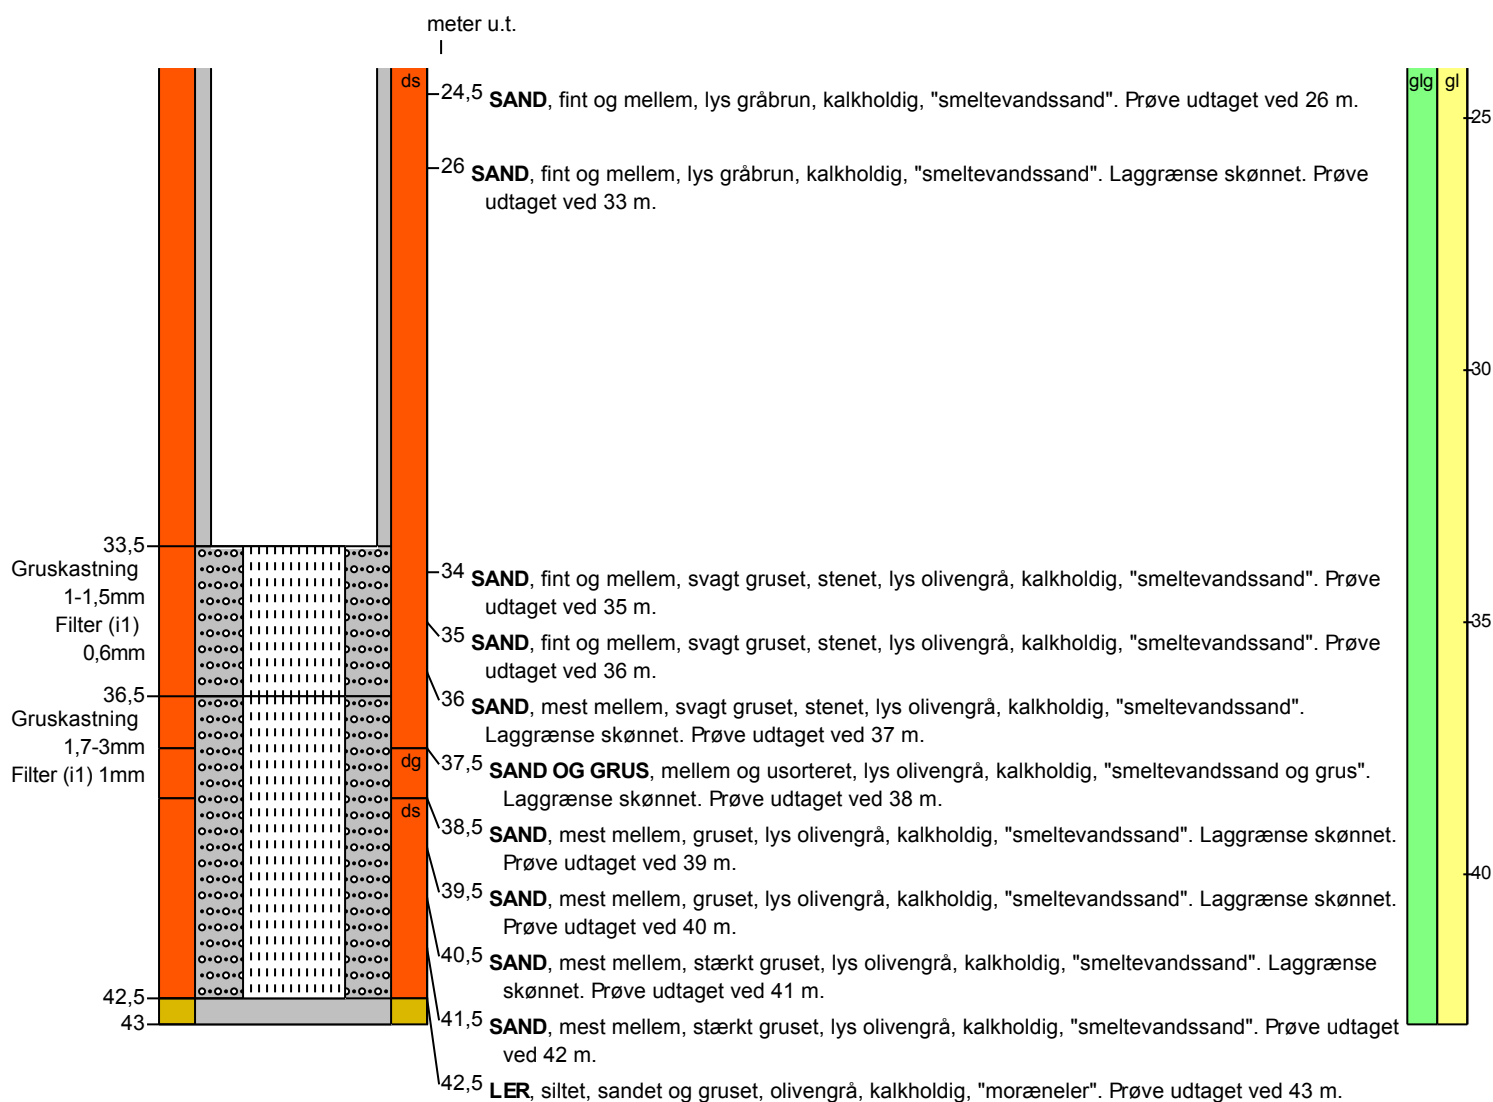 meter u.t.
ds
glg gl
24,5 SAND, fint og mellem, lys gråbrun, kalkholdig, "smeltevandssand". Prøve udtaget ved 26 m.
25
26 SAND, fint og mellem, lys gråbrun, kalkholdig, "smeltevandssand". Laggrænse skønnet. Prøve
udtaget ved 33 m.
30
33,5
Gruskastning
1-1,5mm
Filter (i1)
0,6mm
34 SAND, fint og mellem, svagt gruset, stenet, lys olivengrå, kalkholdig, "smeltevandssand". Prøve
udtaget ved 35 m.
35
35 SAND, fint og mellem, svagt gruset, stenet, lys olivengrå, kalkholdig, "smeltevandssand". Prøve
udtaget ved 36 m.
36,5
Gruskastning
1,7-3mm
Filter (i1) 1mm
36 SAND, mest mellem, svagt gruset, stenet, lys olivengrå, kalkholdig, "smeltevandssand".
Laggrænse skønnet. Prøve udtaget ved 37 m.
dg
37,5 SAND OG GRUS, mellem og usorteret, lys olivengrå, kalkholdig, "smeltevandssand og grus".
Laggrænse skønnet. Prøve udtaget ved 38 m.
ds
38,5 SAND, mest mellem, gruset, lys olivengrå, kalkholdig, "smeltevandssand". Laggrænse skønnet.
Prøve udtaget ved 39 m.
40
39,5 SAND, mest mellem, gruset, lys olivengrå, kalkholdig, "smeltevandssand". Laggrænse skønnet.
Prøve udtaget ved 40 m.
40,5 SAND, mest mellem, stærkt gruset, lys olivengrå, kalkholdig, "smeltevandssand". Laggrænse
skønnet. Prøve udtaget ved 41 m.
42,5
43
41,5 SAND, mest mellem, stærkt gruset, lys olivengrå, kalkholdig, "smeltevandssand". Prøve udtaget
ved 42 m.
42,5 LER, siltet, sandet og gruset, olivengrå, kalkholdig, "moræneler". Prøve udtaget ved 43 m.